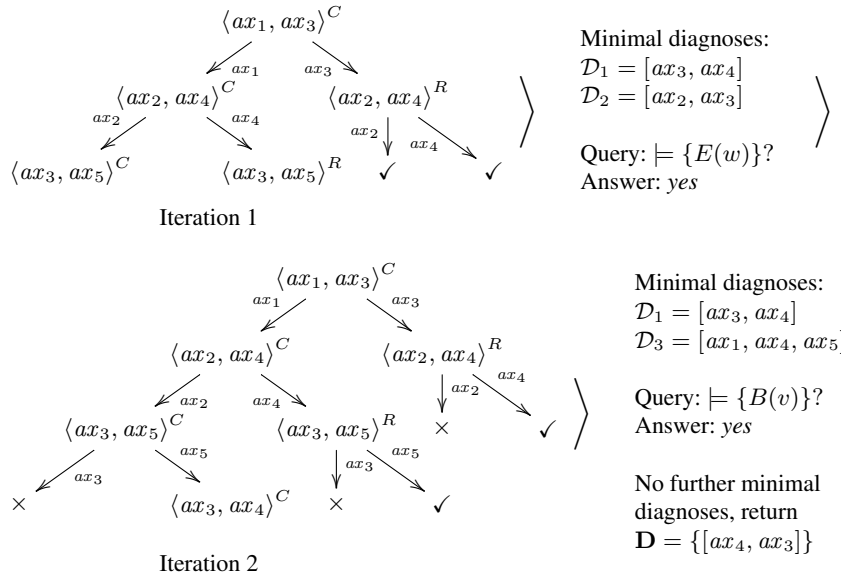 ⟨ax₁, ax₃⟩ᶜ
ax₁ ax₃
⟨ax₂, ax₄⟩ᶜ ⟨ax₂, ax₄⟩ᴿ
ax₂ ax₄ ax₂ ax₄
⟨ax₃, ax₅⟩ᶜ ⟨ax₃, ax₅⟩ᴿ ✓ ✓
Iteration 1
Minimal diagnoses:
𝒟₁ = [ax₃, ax₄]
𝒟₂ = [ax₂, ax₃]
Query: ⊨ {E(w)}?
Answer: yes
⟨ax₁, ax₃⟩ᶜ
ax₁ ax₃
⟨ax₂, ax₄⟩ᶜ ⟨ax₂, ax₄⟩ᴿ
ax₂ ax₄ ax₂ ax₄
⟨ax₃, ax₅⟩ᶜ ⟨ax₃, ax₅⟩ᴿ × ✓
ax₃ ax₅ ax₃ ax₅
× ⟨ax₃, ax₄⟩ᶜ × ✓
Iteration 2
Minimal diagnoses:
𝒟₁ = [ax₃, ax₄]
𝒟₃ = [ax₁, ax₄, ax₅]
Query: ⊨ {B(v)}?
Answer: yes
No further minimal
diagnoses, return
𝐃 = {[ax₄, ax₃]}